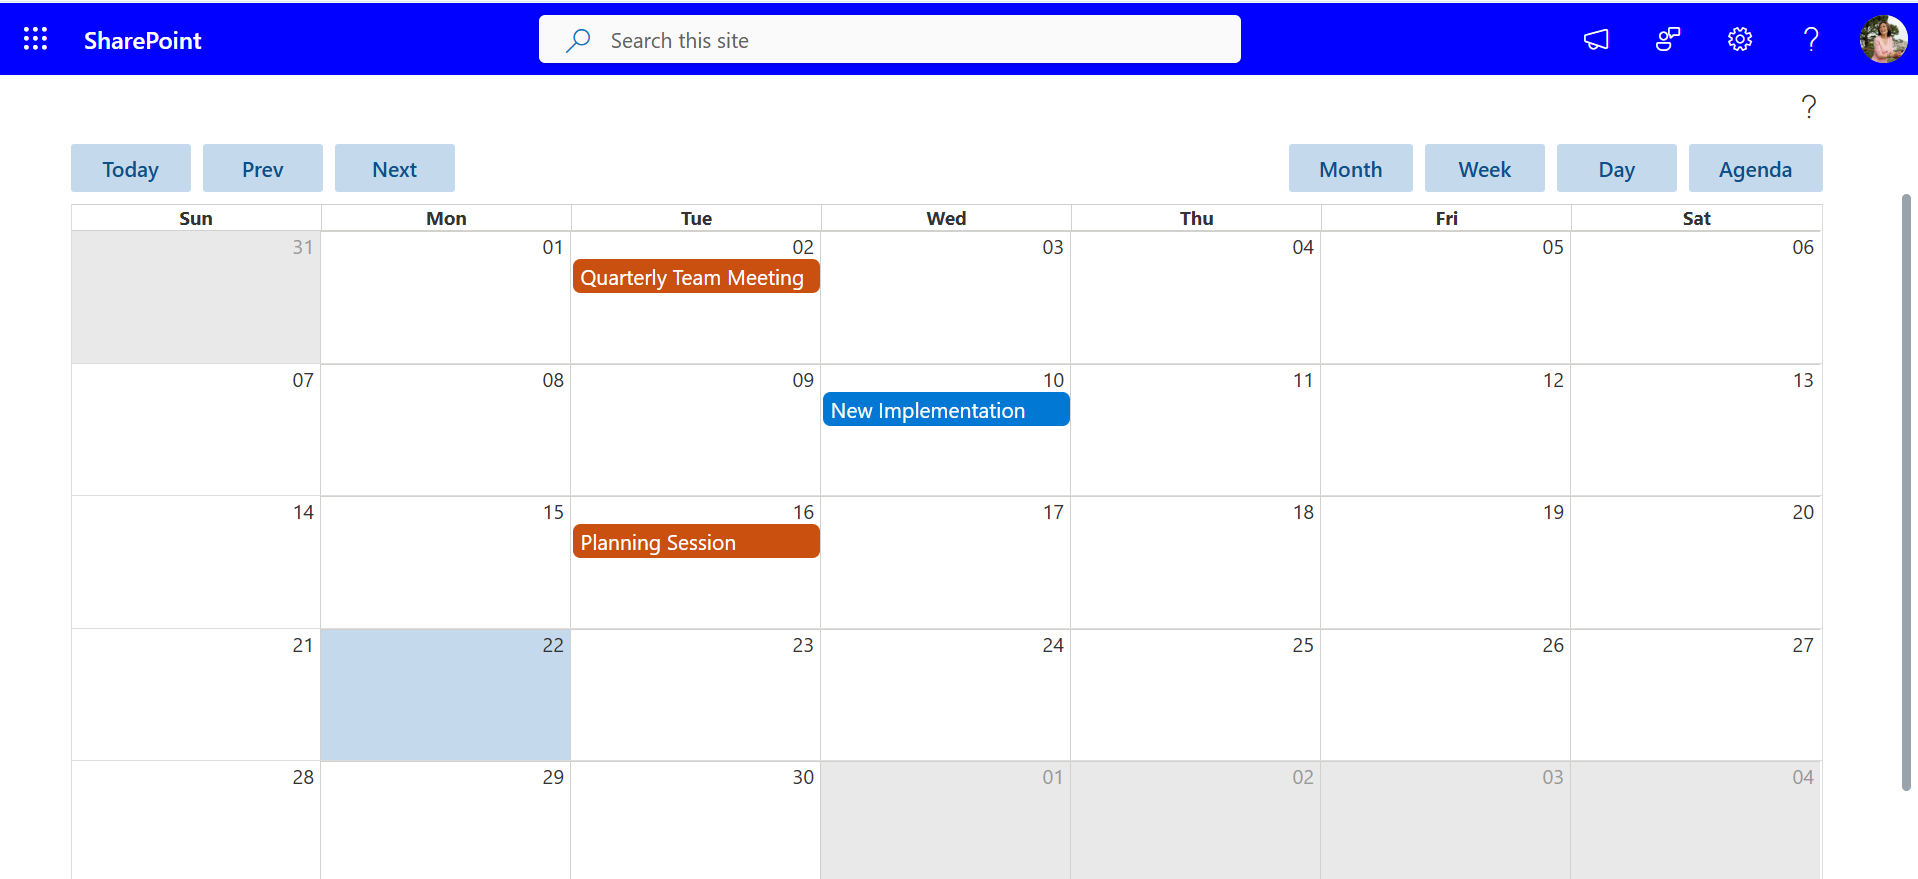 SharePoint
Search this site
?
?
Today Prev Next Month Week Day Agenda
Sun Mon Tue Wed Thu Fri Sat
31 01 02 03 04 05 06
Quarterly Team Meeting
07 08 09 10 11 12 13
New Implementation
14 15 16 17 18 19 20
Planning Session
21 22 23 24 25 26 27
28 29 30 01 02 03 04